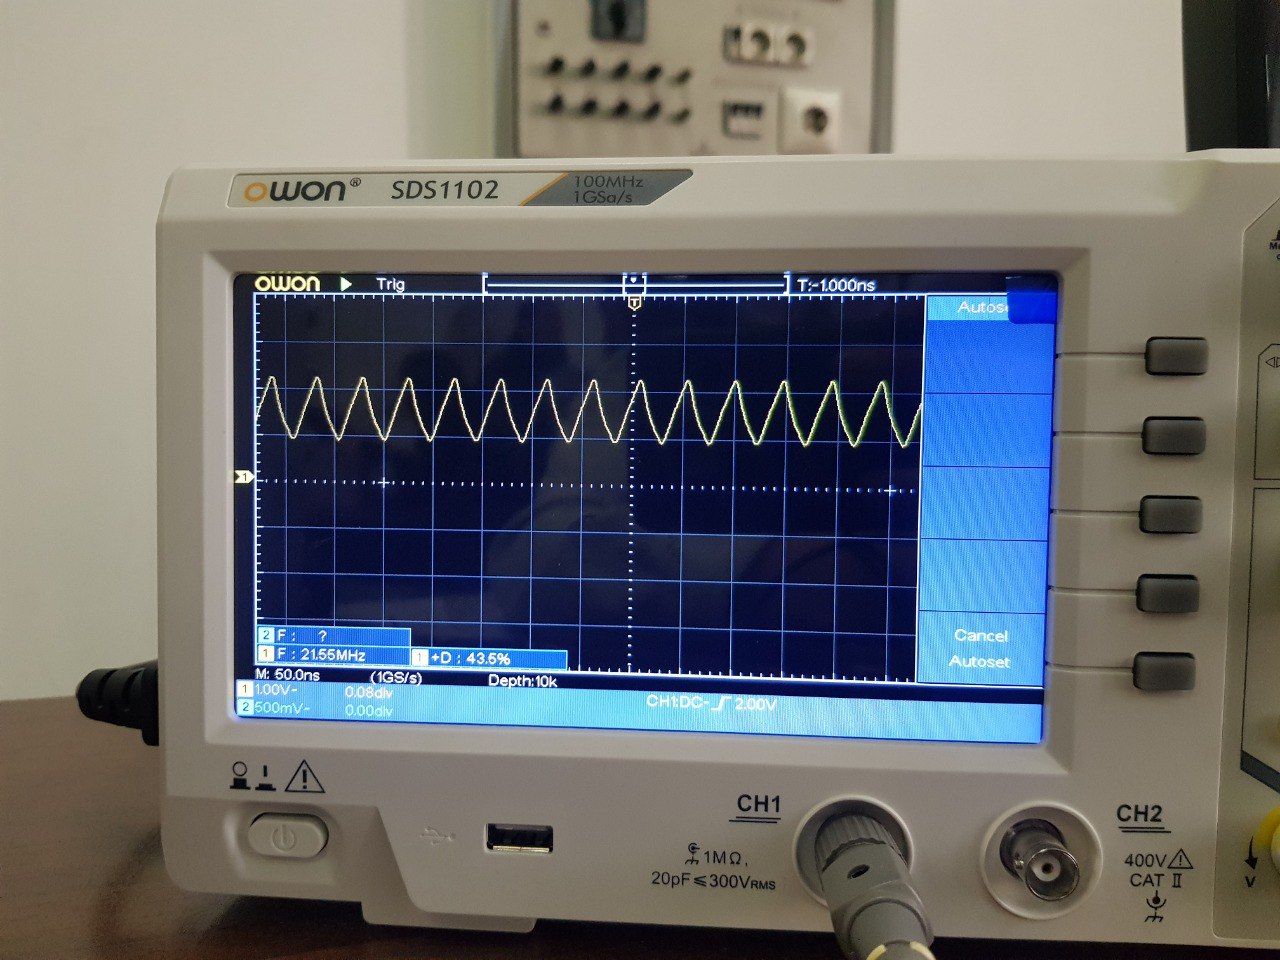 owon® SDS1102 100MHz
1GSa/s
owon Trig T:-1.000ns
T
1
2 F : ?
1 F : 21.55MHz 1 +D : 43.5%
M: 50.0ns (1GS/s) Depth:10k
1 1.00V~ 0.08div
2 500mV~ 0.00div
CH1:DC- 2.00V
Cancel
Autoset
CH1
1MΩ,
20pF≤300VRMS
CH2
400V
CAT II
V